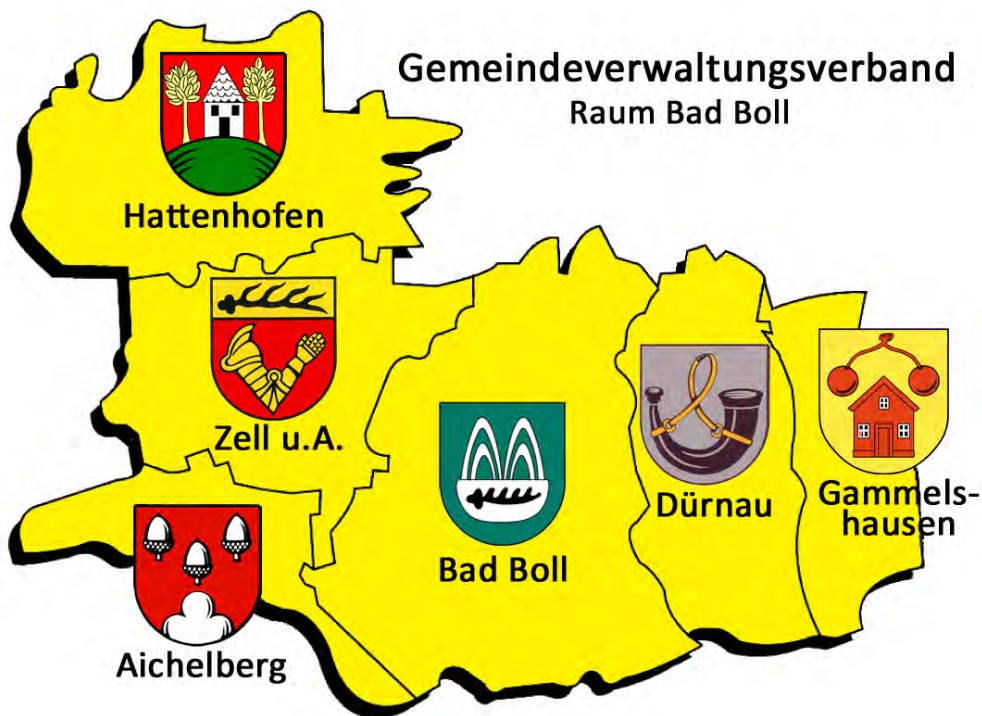 Gemeindeverwaltungsverband
Raum Bad Boll
Hattenhofen
Zell u.A.
Bad Boll
Dürnau
Gammels-
hausen
Aichelberg